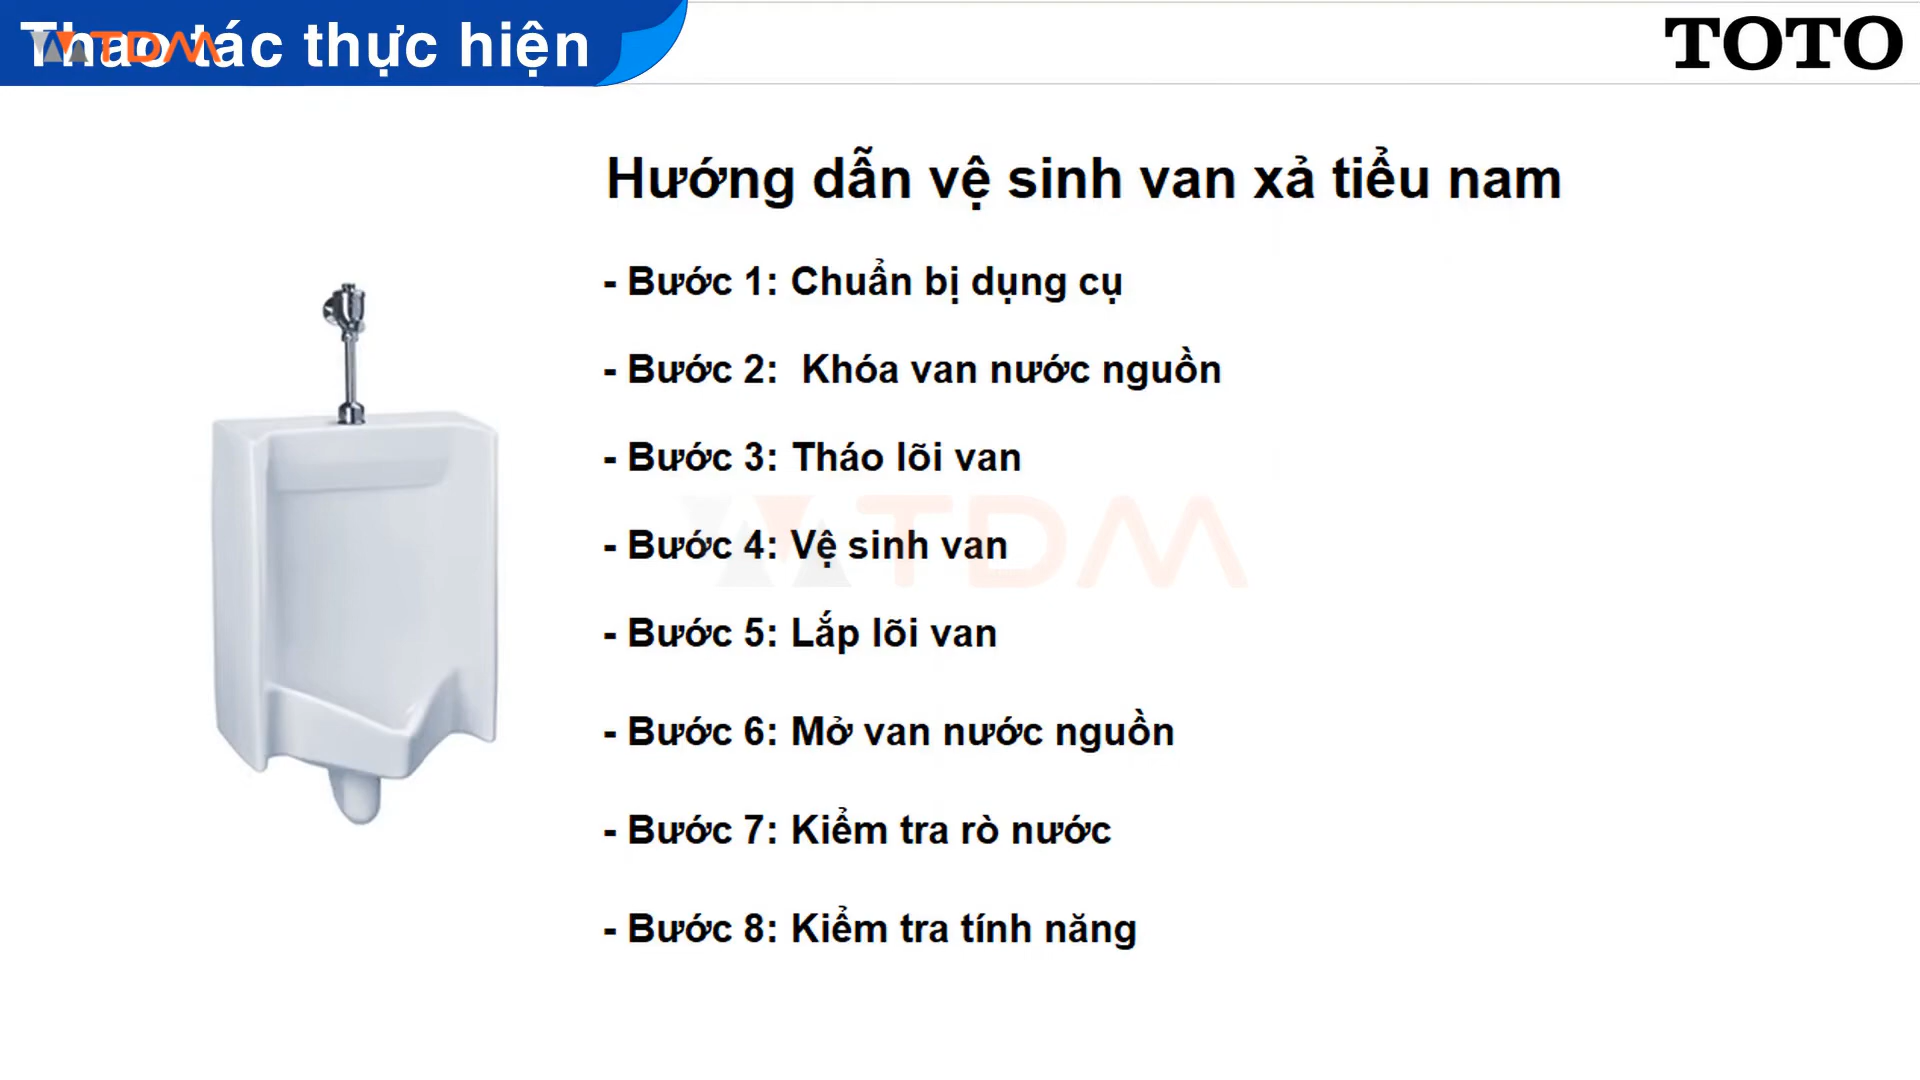 Thao tác thực hiện
TDM
TOTO
Hướng dẫn vệ sinh van xả tiểu nam
- Bước 1: Chuẩn bị dụng cụ
- Bước 2:  Khóa van nước nguồn
- Bước 3: Tháo lõi van
TDM
- Bước 4: Vệ sinh van
- Bước 5: Lắp lõi van
- Bước 6: Mở van nước nguồn
- Bước 7: Kiểm tra rò nước
- Bước 8: Kiểm tra tính năng